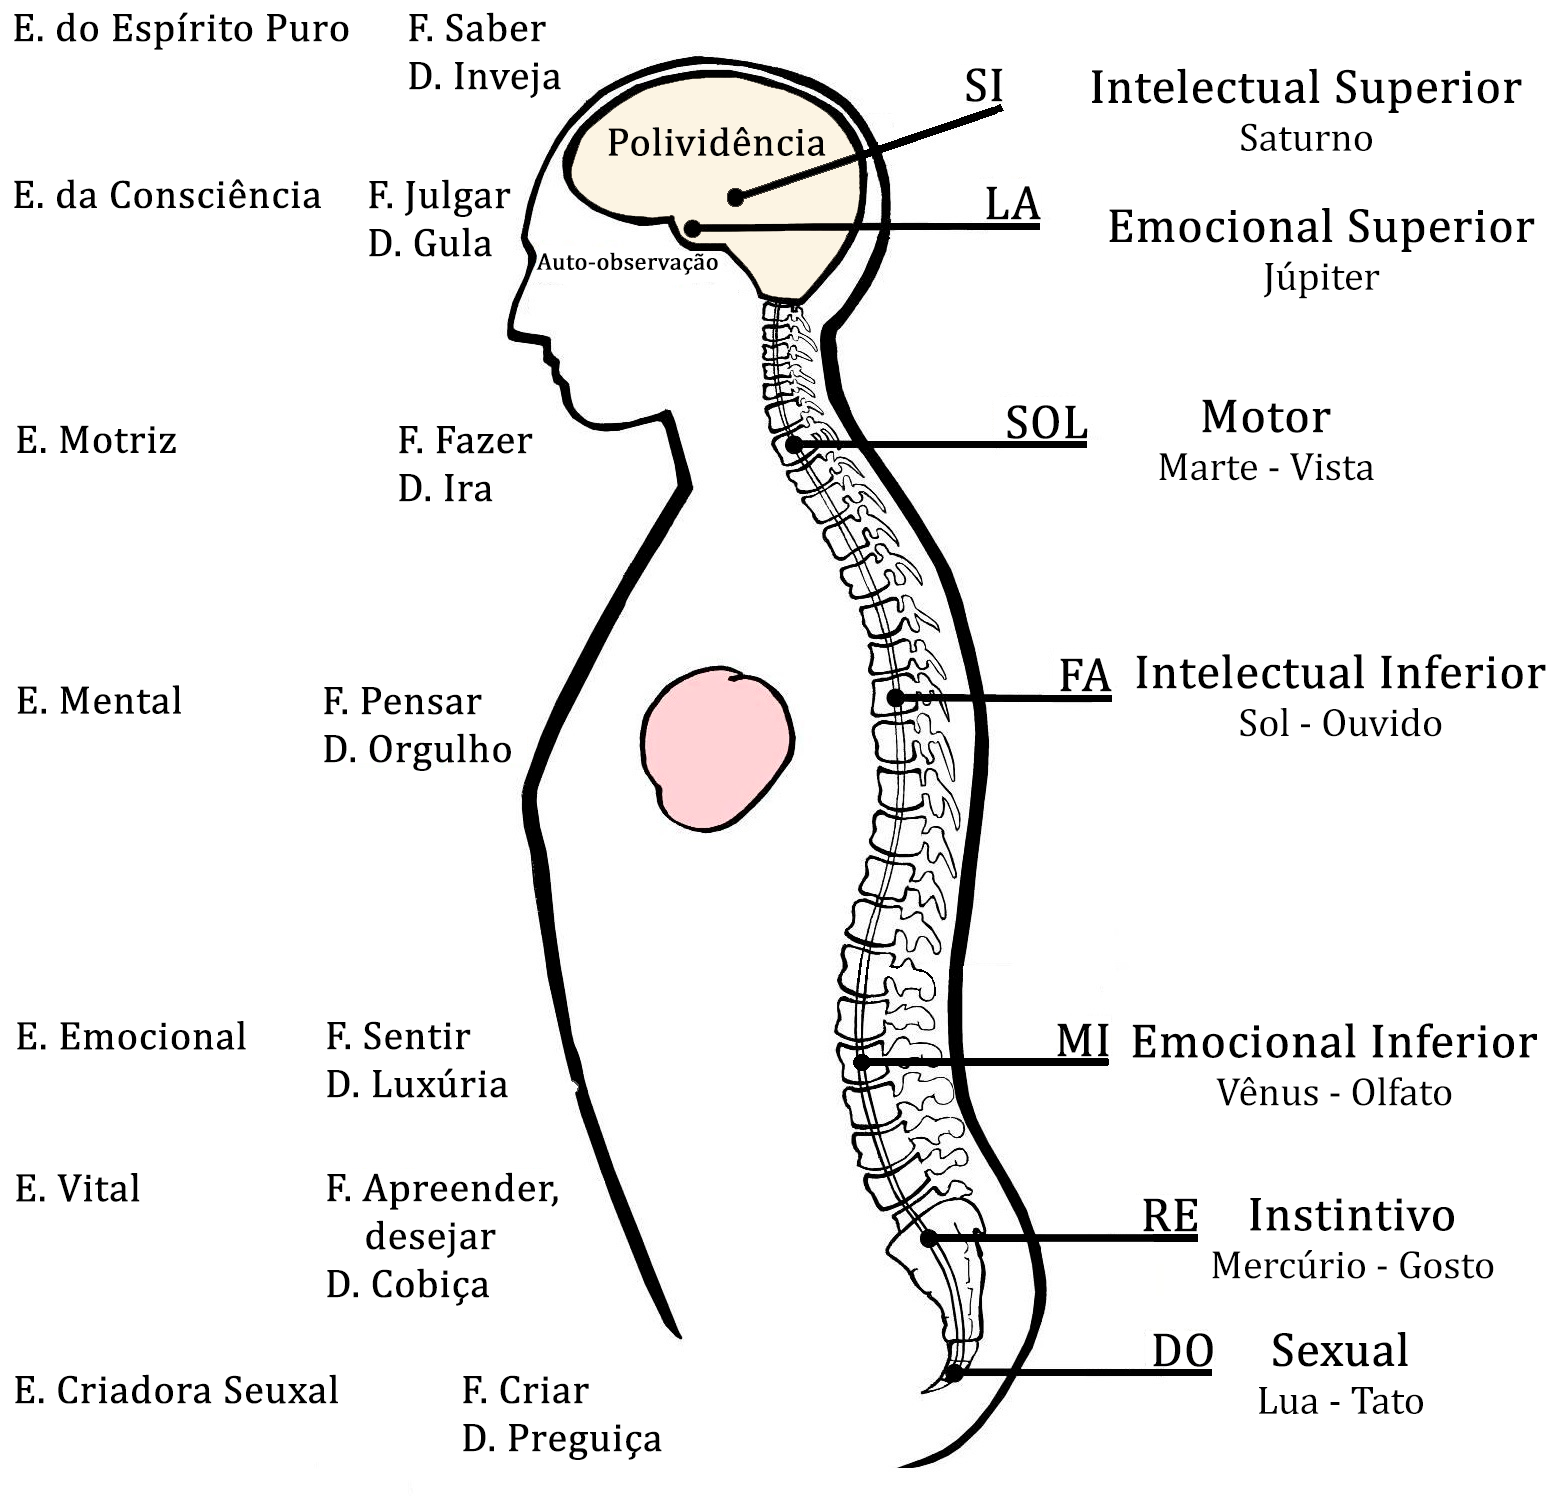 E. do Espírito Puro
F. Saber
D. Inveja
SI
Intelectual Superior
Saturno
Polividência
E. da Consciência
F. Julgar
D. Gula
Auto-observação
LA
Emocional Superior
Júpiter
E. Motriz
F. Fazer
D. Ira
SOL
Motor
Marte - Vista
E. Mental
F. Pensar
D. Orgulho
FA
Intelectual Inferior
Sol - Ouvido
E. Emocional
F. Sentir
D. Luxúria
MI
Emocional Inferior
Vênus - Olfato
E. Vital
F. Apreender,
desejar
D. Cobiça
RE
Instintivo
Mercúrio - Gosto
E. Criadora Seuxal
F. Criar
D. Preguiça
DO
Sexual
Lua - Tato